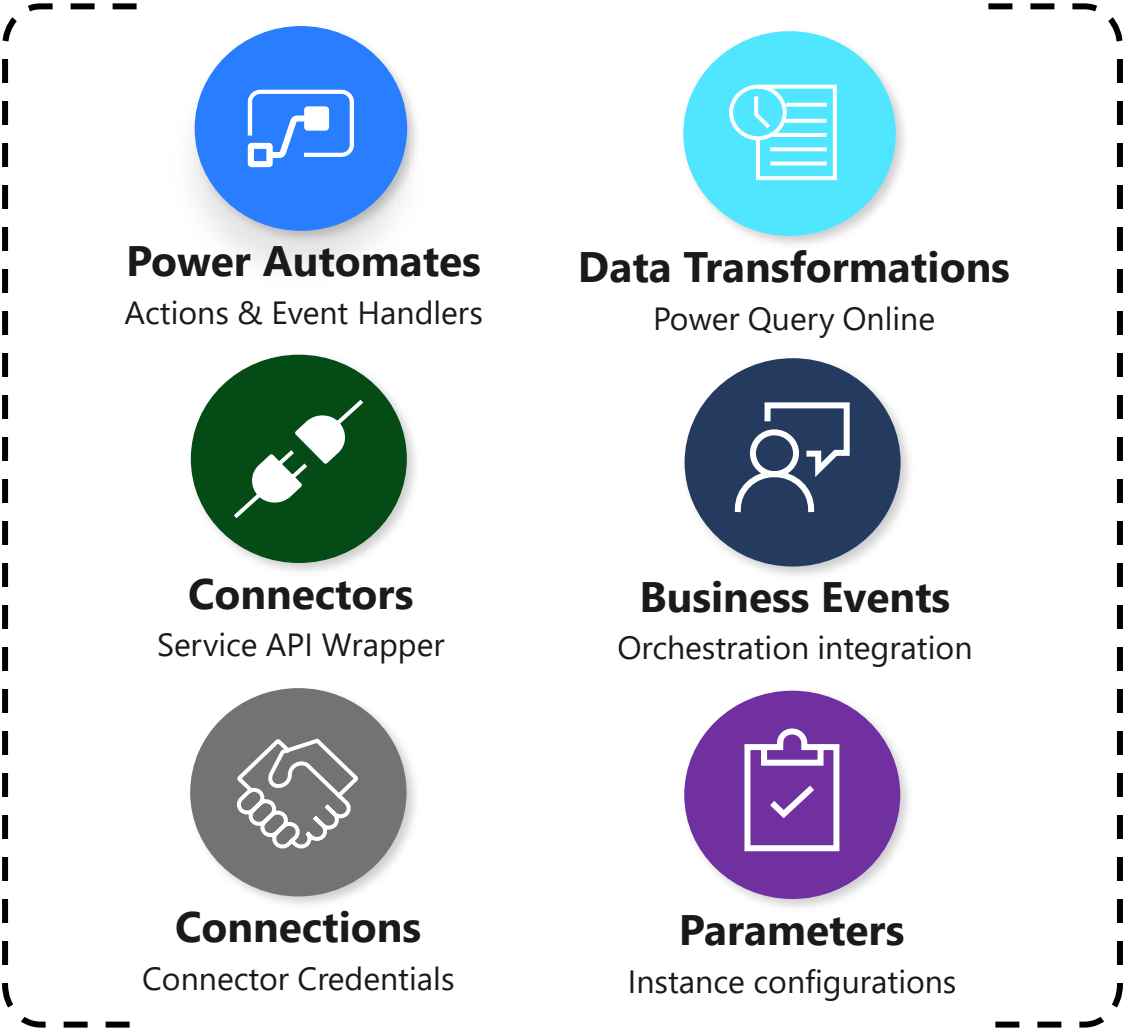 Power Automates
Actions & Event Handlers
Data Transformations
Power Query Online
Connectors
Service API Wrapper
Business Events
Orchestration integration
Connections
Connector Credentials
Parameters
Instance configurations